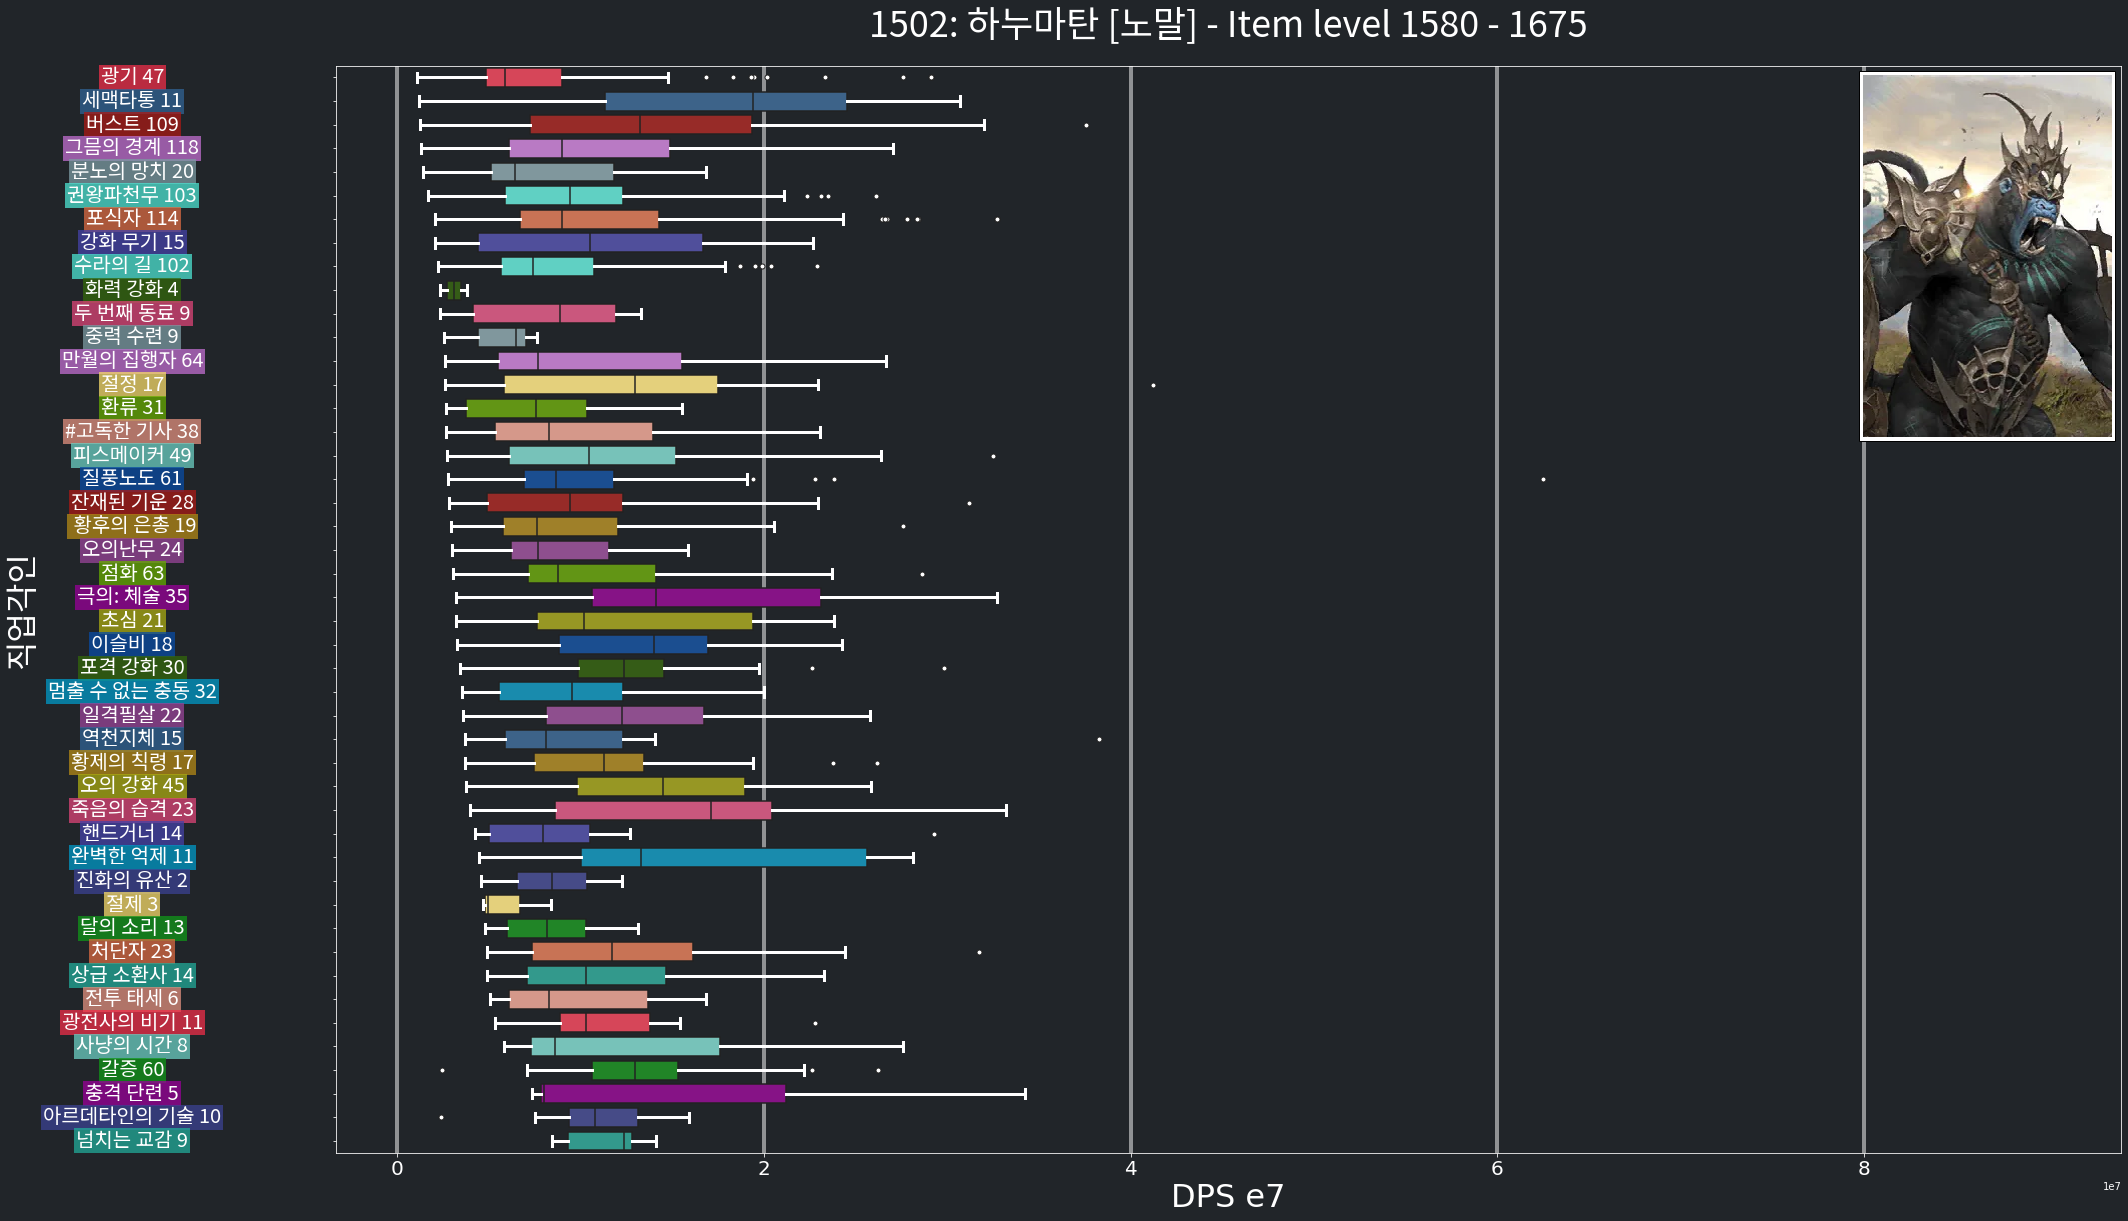 1502: 하누마탄 [노말] - Item level 1580 - 1675
광기 47
세맥타통 11
버스트 109
그믐의 경계 118
분노의 망치 20
권왕파천무 103
포식자 114
강화 무기 15
수라의 길 102
화력 강화 4
두 번째 동료 9
중력 수련 9
만월의 집행자 64
절정 17
환류 31
#고독한 기사 38
피스메이커 49
질풍노도 61
잔재된 기운 28
황후의 은총 19
오의난무 24
점화 63
극의: 체술 35
초심 21
이슬비 18
포격 강화 30
멈출 수 없는 충동 32
일격필살 22
역천지체 15
황제의 칙령 17
오의 강화 45
죽음의 습격 23
핸드거너 14
완벽한 억제 11
진화의 유산 2
절제 3
달의 소리 13
처단자 23
상급 소환사 14
전투 태세 6
광전사의 비기 11
사냥의 시간 8
갈증 60
충격 단련 5
아르데타인의 기술 10
넘치는 교감 9
직업각인
0 2 4 6 8
1e7
DPS e7